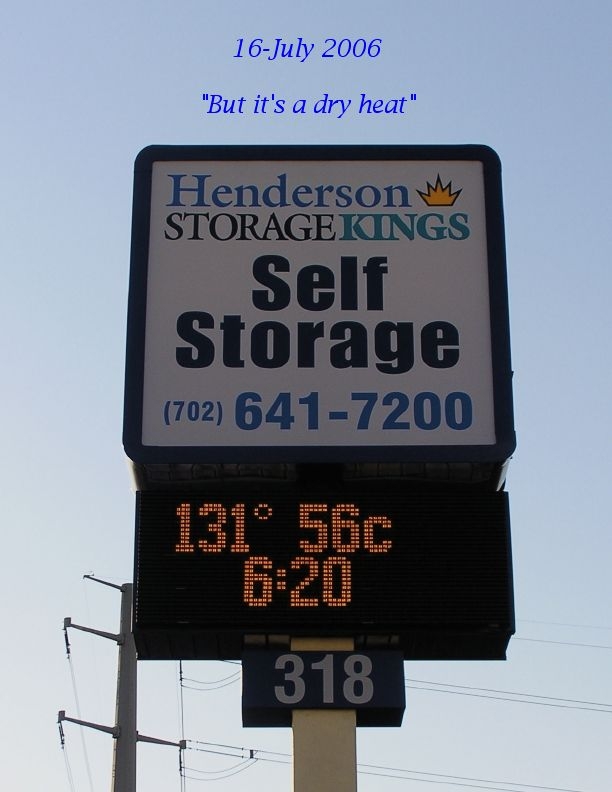 16-July 2006
"But it's a dry heat"
Henderson
STORAGE KINGS
Self
Storage
(702) 641-7200
131° 56c
6:20
318